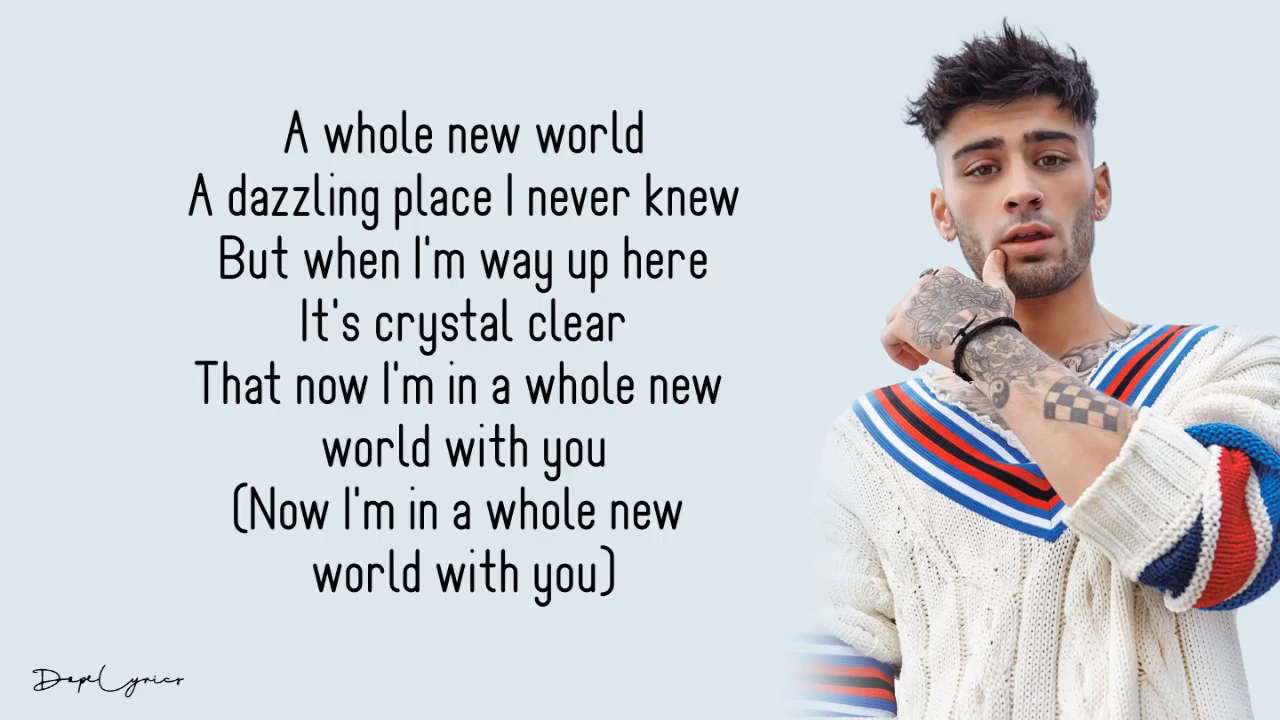 A whole new world
A dazzling place I never knew
But when I'm way up here
It's crystal clear
That now I'm in a whole new
world with you
(Now I'm in a whole new
world with you)
DopeLyrics